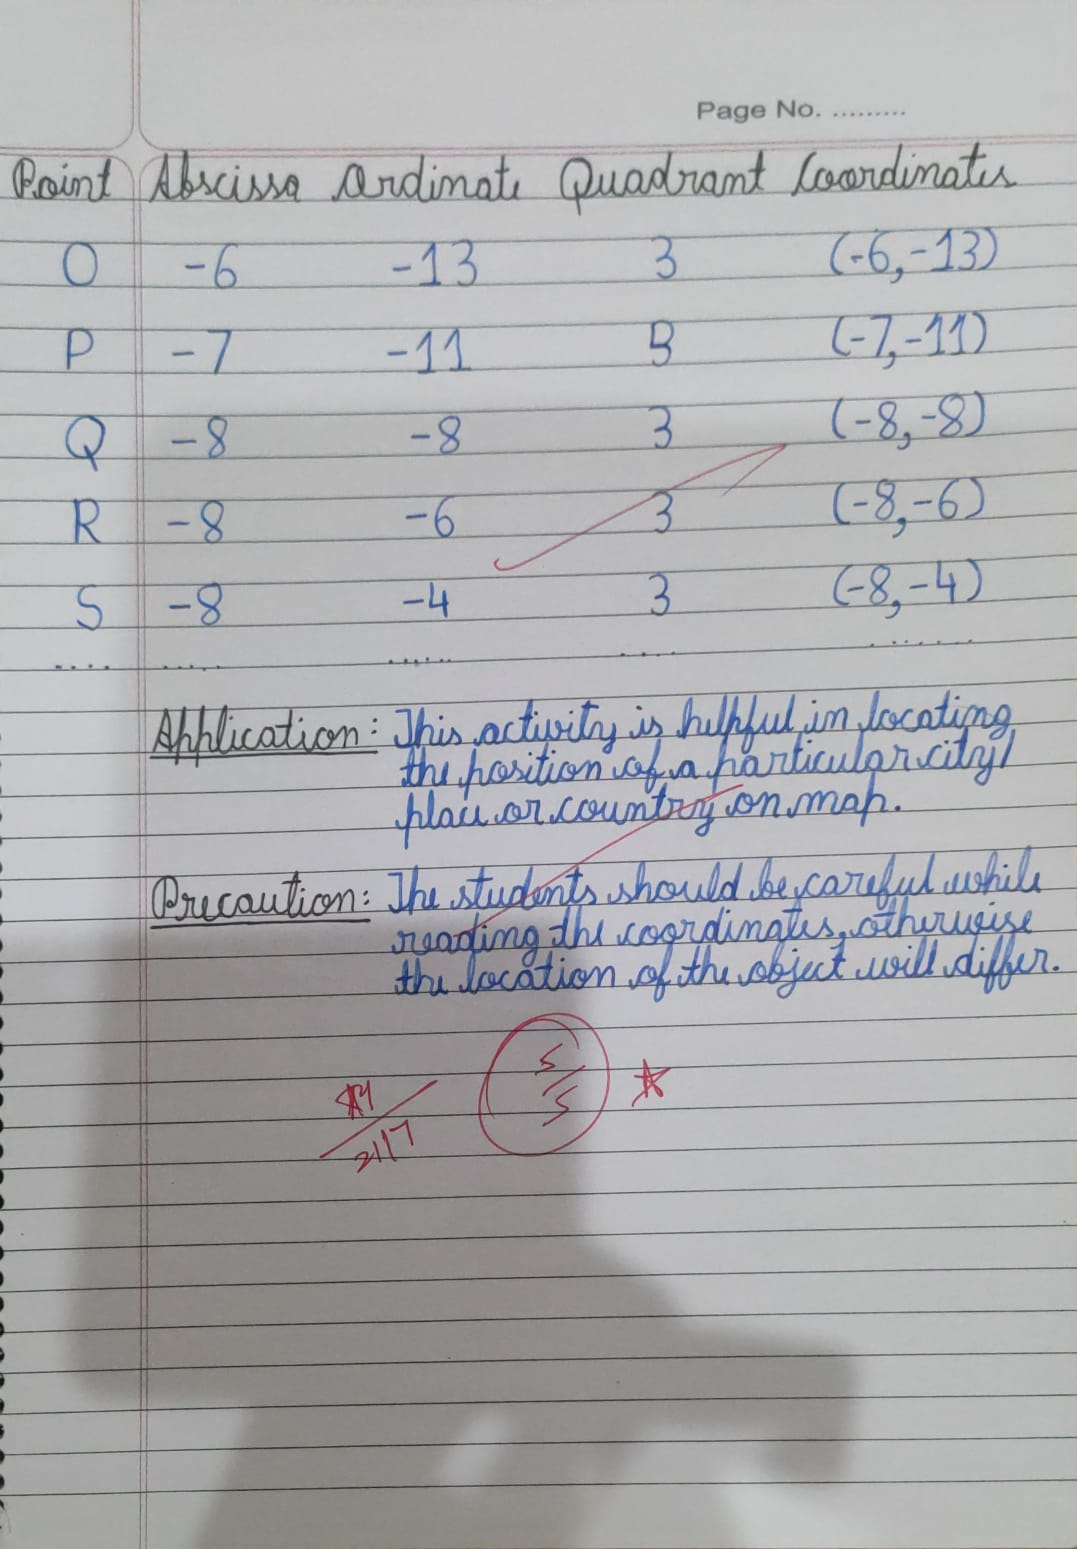 Page No. .........
Point Abscissa Ordinate Quadrant Coordinates
O -6 -13 3 (-6,-13)
P -7 -11 3 (-7,-11)
Q -8 -8 3 (-8,-8)
R -8 -6 3 (-8,-6)
S -8 -4 3 (-8,-4)
.... ..... ...... .... .......
Application: This activity is helpful in locating
the position of a particular city/
place or country on map.
Precaution: The students should be careful while
reading the coordinates, otherwise
the location of the object will differ.
5/5
21/7